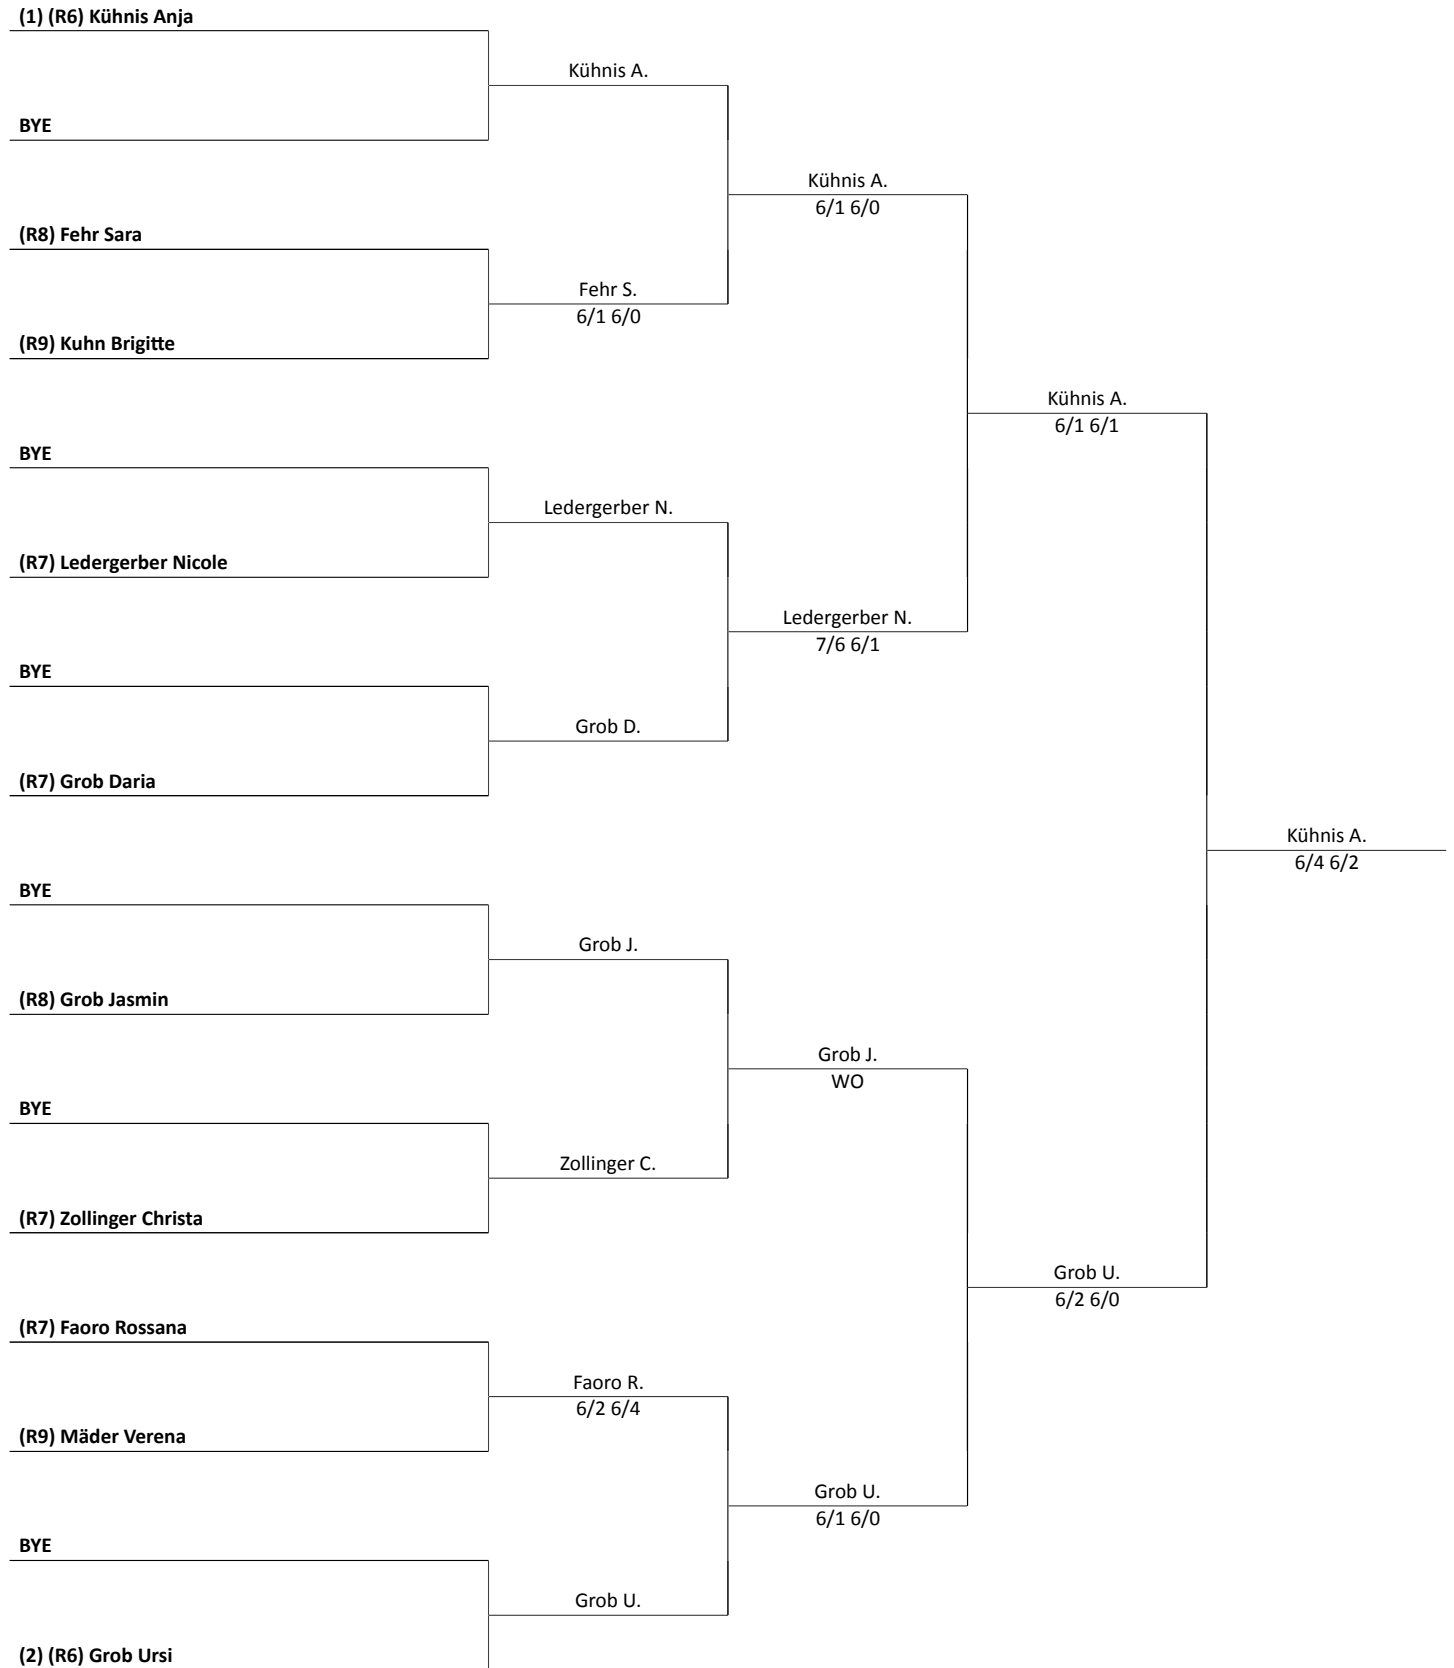 (1) (R6) Kühnis Anja
Kühnis A.
BYE
Kühnis A.
6/1 6/0
(R8) Fehr Sara
Fehr S.
6/1 6/0
(R9) Kuhn Brigitte
Kühnis A.
6/1 6/1
BYE
Ledergerber N.
(R7) Ledergerber Nicole
Ledergerber N.
7/6 6/1
BYE
Grob D.
(R7) Grob Daria
Kühnis A.
6/4 6/2
BYE
Grob J.
(R8) Grob Jasmin
Grob J.
WO
BYE
Zollinger C.
(R7) Zollinger Christa
Grob U.
6/2 6/0
(R7) Faoro Rossana
Faoro R.
6/2 6/4
(R9) Mäder Verena
Grob U.
6/1 6/0
BYE
Grob U.
(2) (R6) Grob Ursi